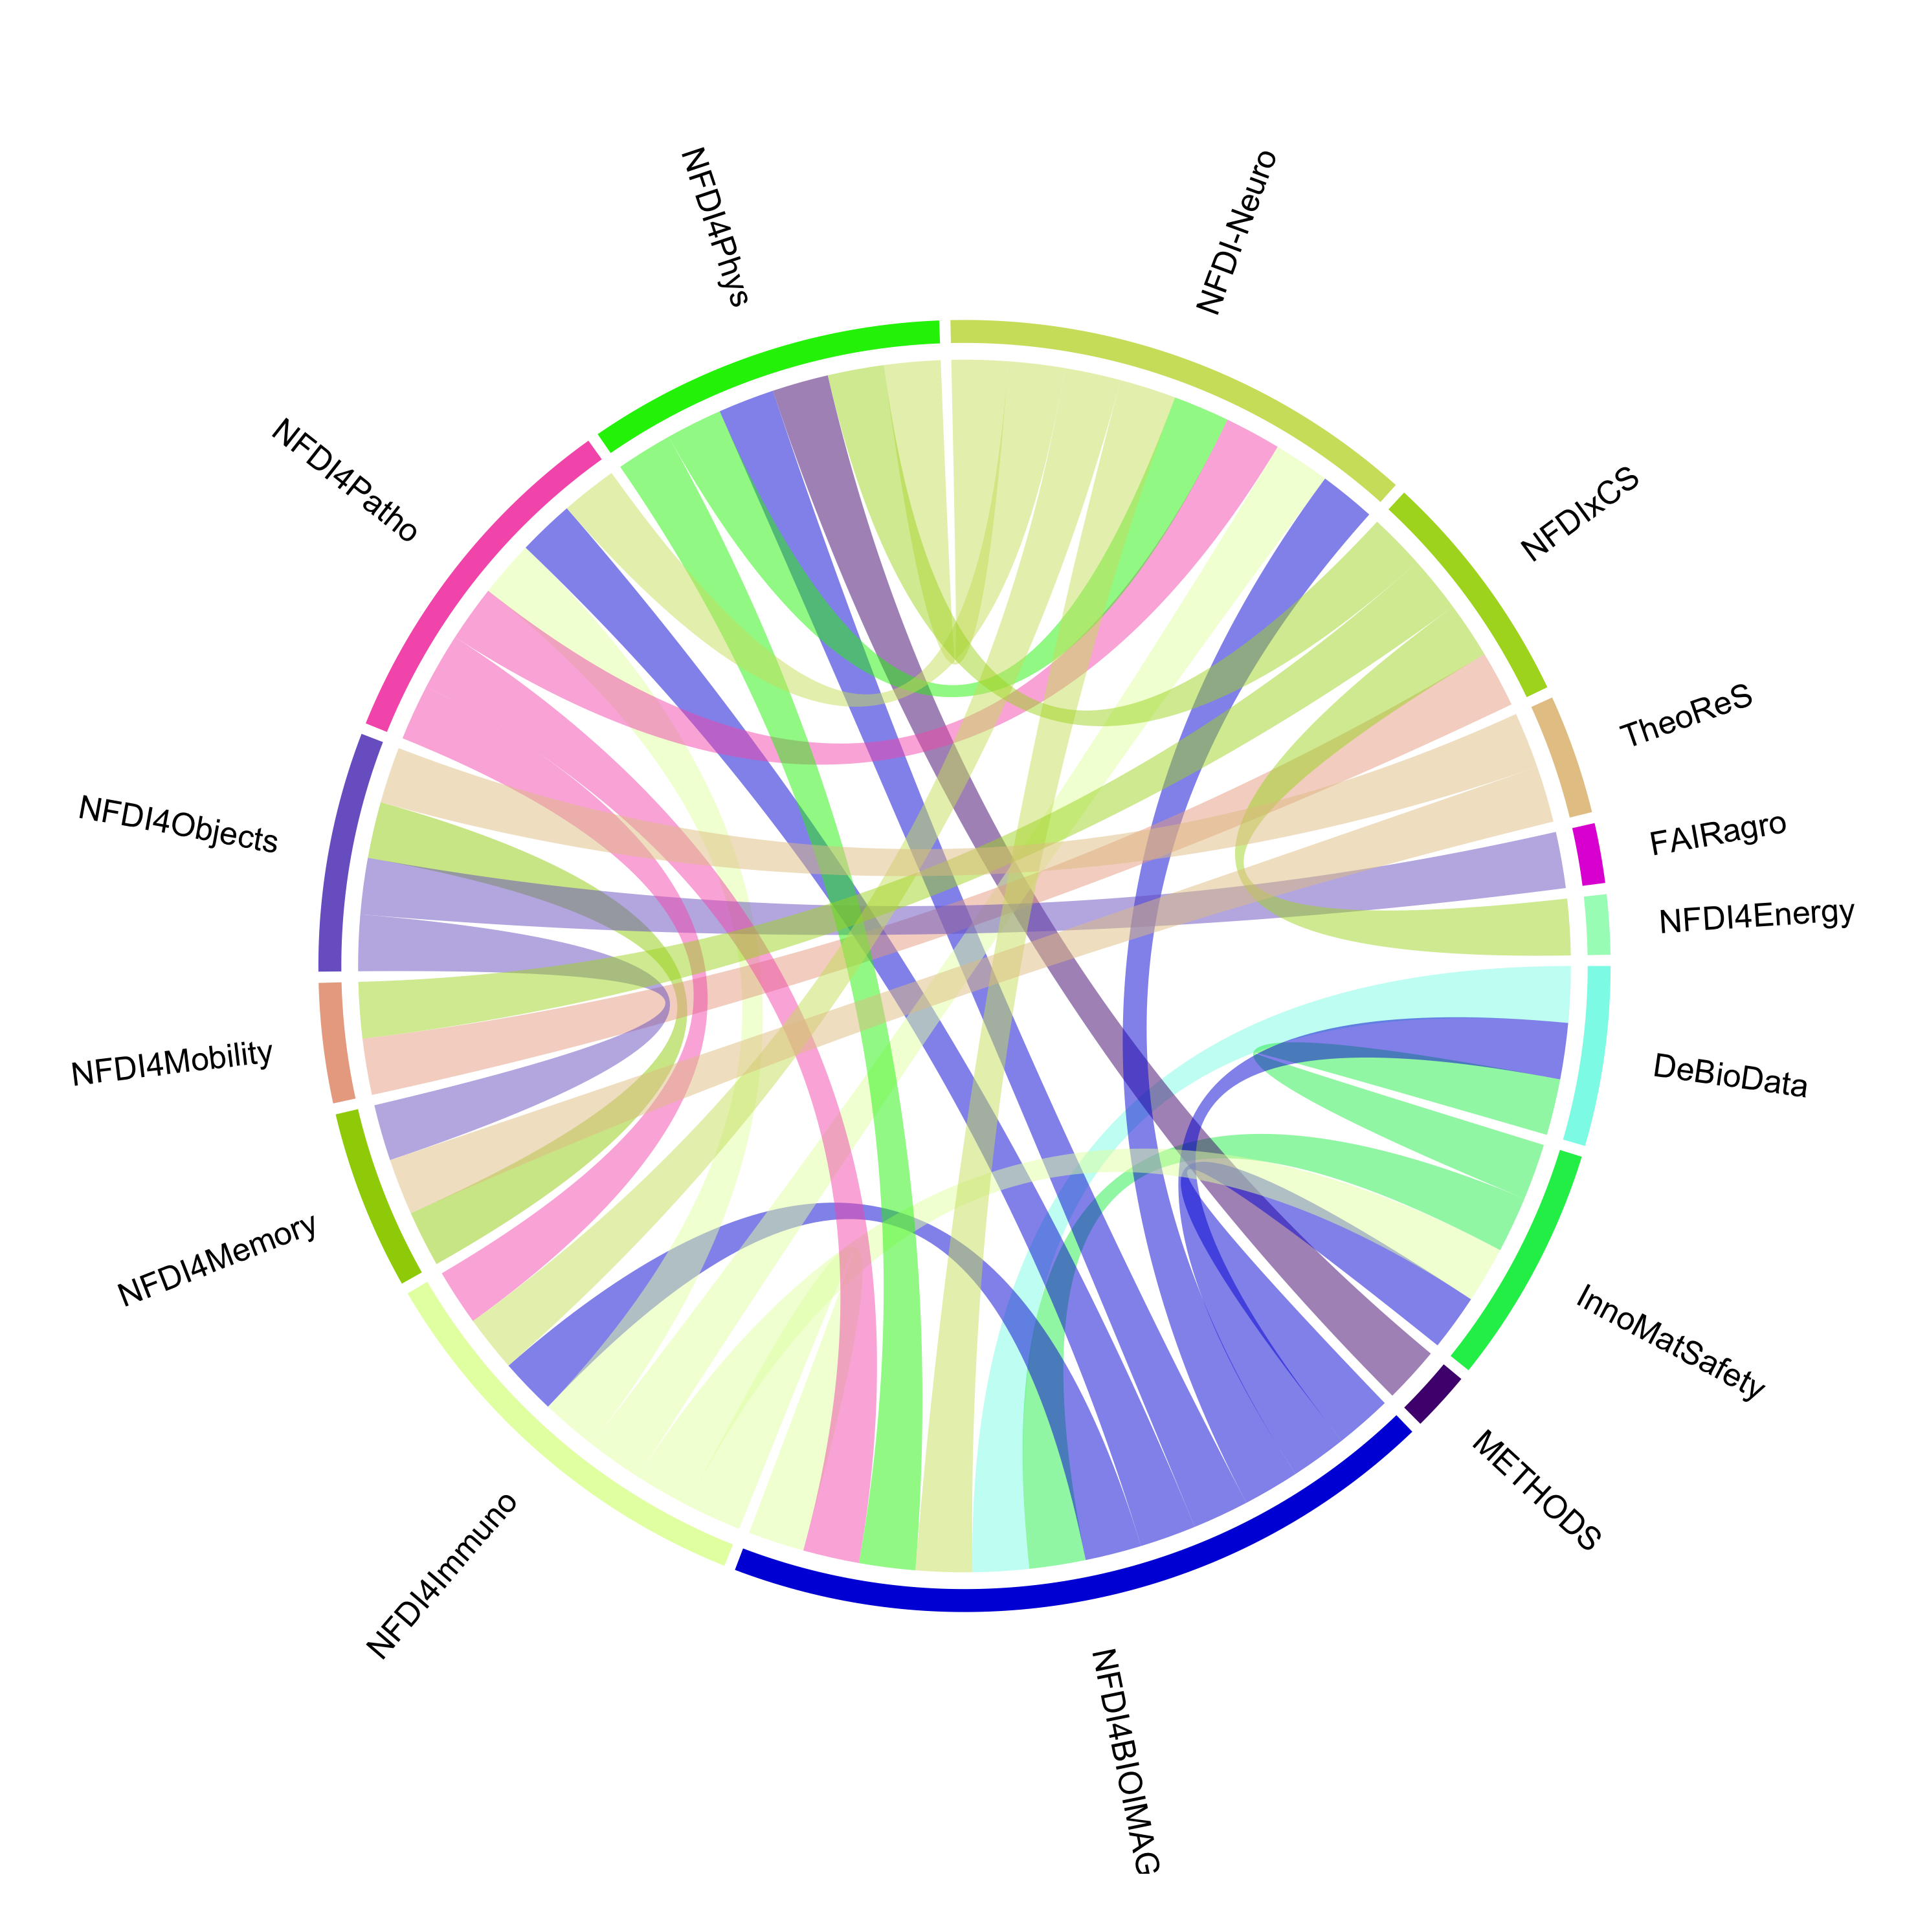 NFDI4Phys
NFDI-Neuro
NFDIxCS
TheoReS
FAIRagro
NFDI4Energy
DeBioData
InnoMatSafety
METHODS
NFDI4BIOIMAG
NFDI4Immuno
NFDI4Memory
NFDI4Mobility
NFDI4Objects
NFDI4Patho